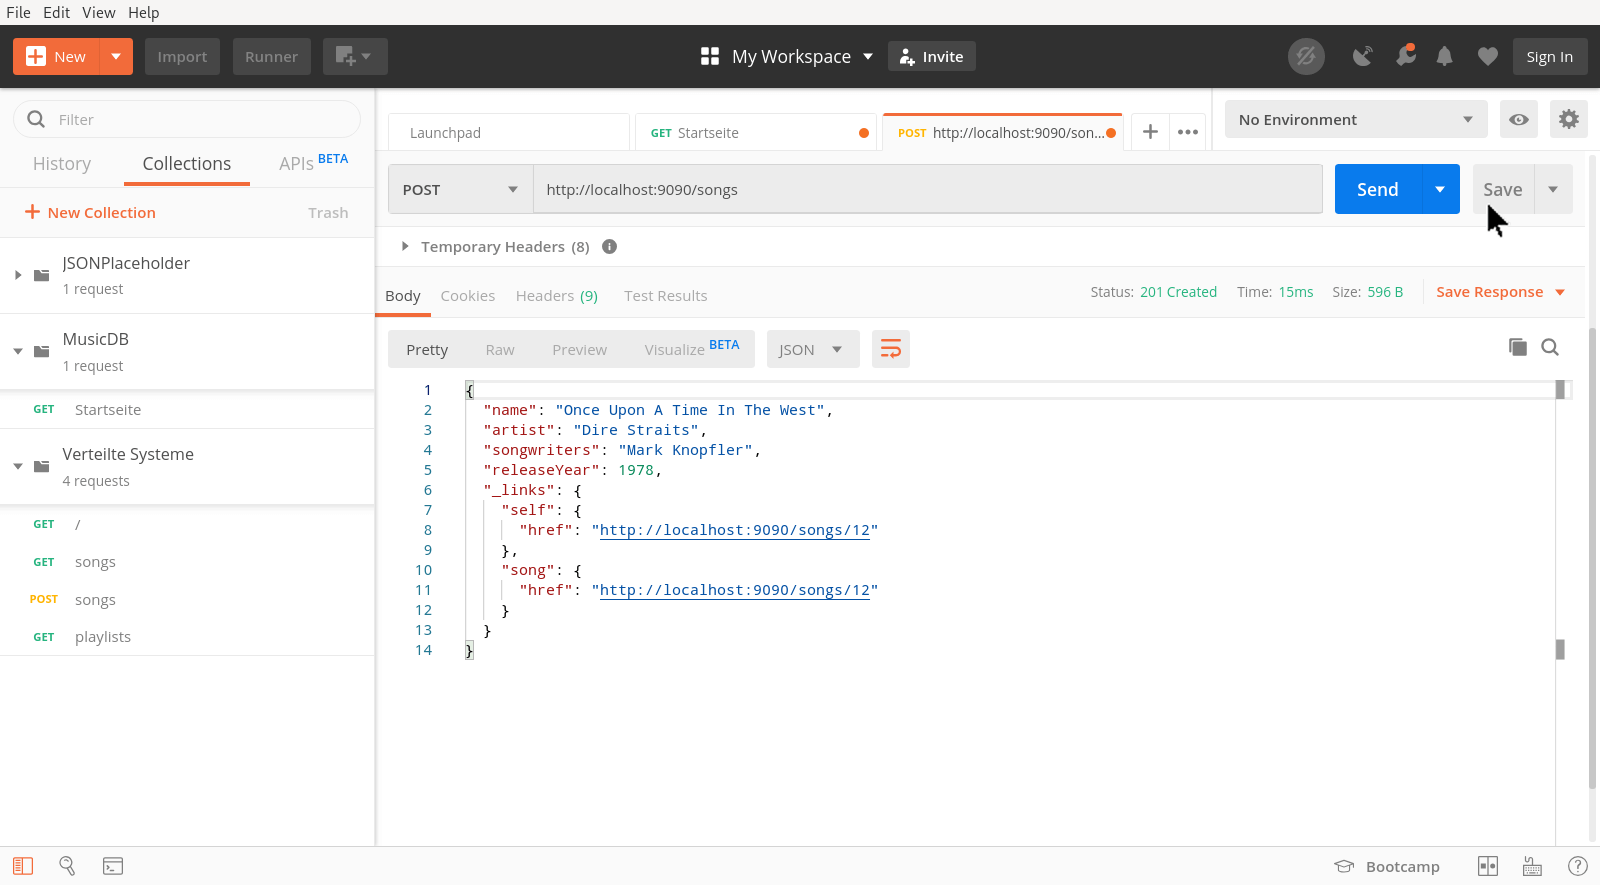 File Edit View Help
New Import Runner My Workspace Invite Sign In
Filter
History Collections APIs BETA
New Collection Trash
JSONPlaceholder
1 request
MusicDB
1 request
GET Startseite
Verteilte Systeme
4 requests
GET /
GET songs
POST songs
GET playlists
Launchpad GET Startseite POST http://localhost:9090/son... No Environment
POST http://localhost:9090/songs Send Save
Temporary Headers (8)
Body Cookies Headers (9) Test Results Status: 201 Created Time: 15ms Size: 596 B Save Response
Pretty Raw Preview Visualize BETA JSON
1 {
2 "name": "Once Upon A Time In The West",
3 "artist": "Dire Straits",
4 "songwriters": "Mark Knopfler",
5 "releaseYear": 1978,
6 "_links": {
7 "self": {
8 "href": "http://localhost:9090/songs/12"
9 },
10 "song": {
11 "href": "http://localhost:9090/songs/12"
12 }
13 }
14 }
Bootcamp